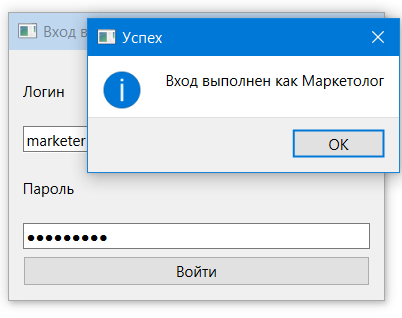 Вход в
Успех
Вход выполнен как Маркетолог
OK
Логин
marketer
Пароль
Войти